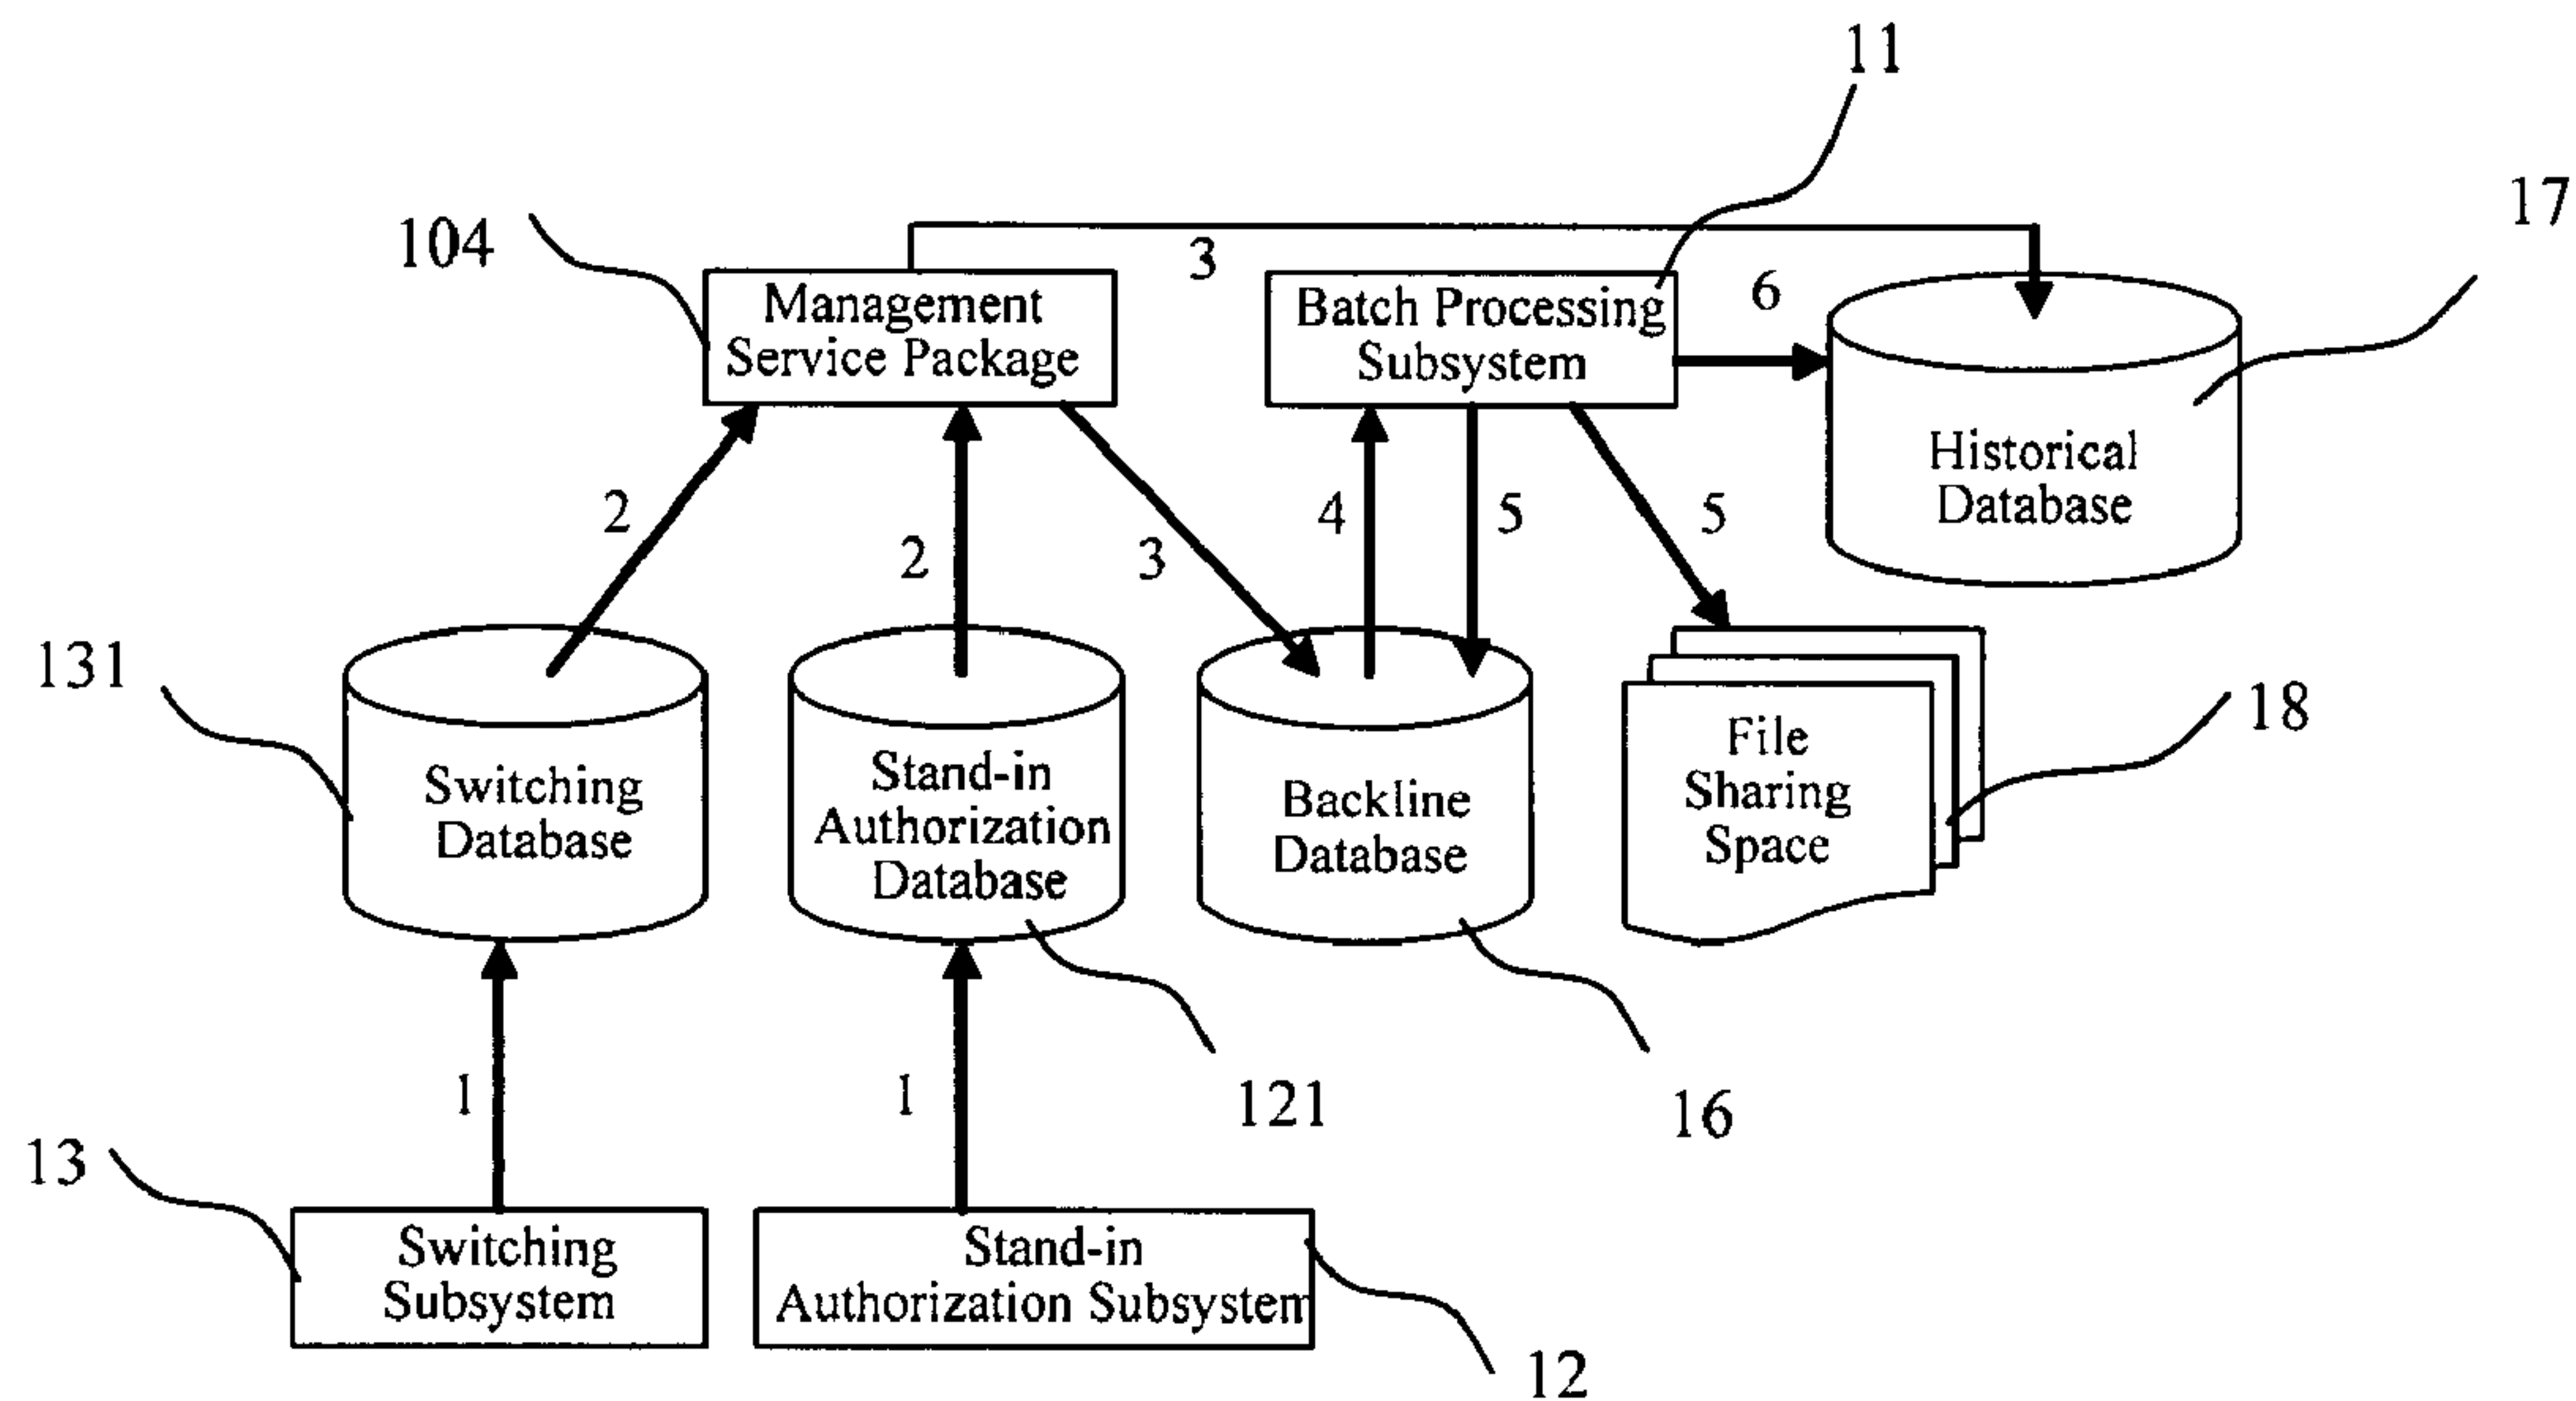 11
17
104
3
Management
Service Package
Batch Processing
Subsystem
6
Historical
Database
2
2
3
4
5
5
131
Switching
Database
Stand-in
Authorization
Database
Backline
Database
File
Sharing
Space
18
1
1
121
16
13
Switching
Subsystem
Stand-in
Authorization Subsystem
12